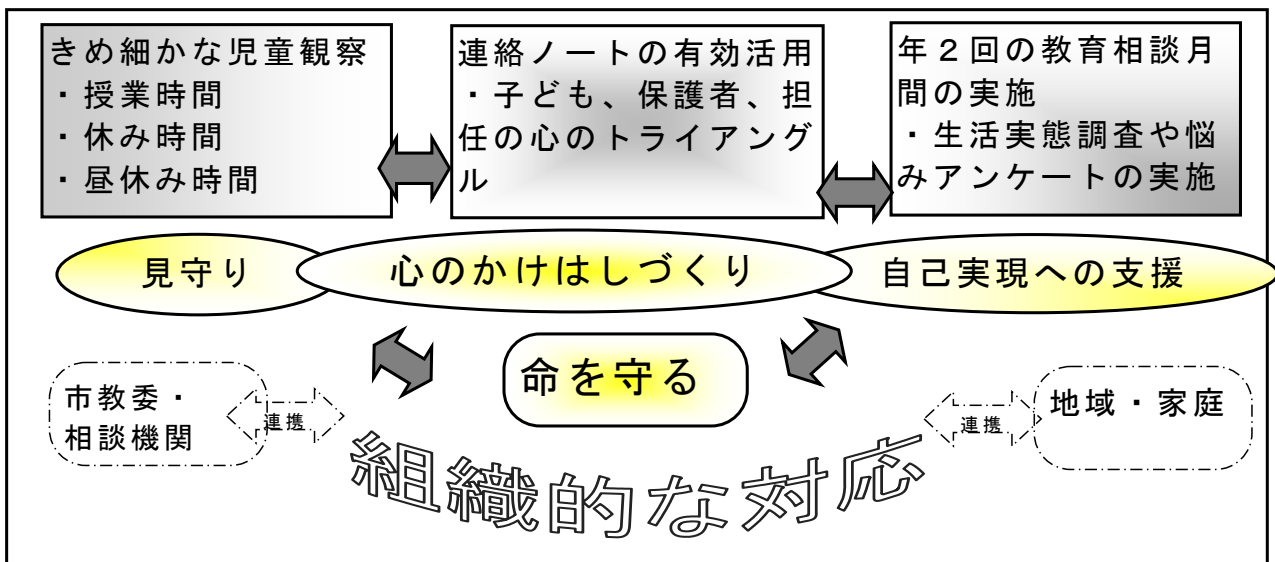 きめ細かな児童観察
・授業時間
・休み時間
・昼休み時間
連絡ノートの有効活用
・子ども、保護者、担
任の心のトライアング
ル
年２回の教育相談月
間の実施
・生活実態調査や悩
みアンケートの実施
見守り
心のかけはしづくり
自己実現への支援
命を守る
市教委・
相談機関
連携
連携
地域・家庭
組織的な対応